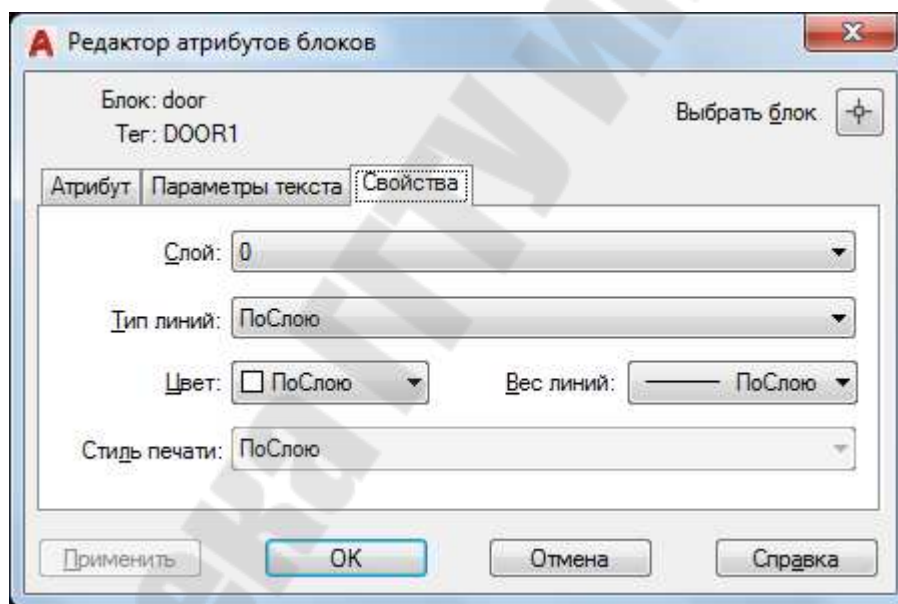 Редактор атрибутов блоков
Блок: door
Тег: DOOR1
Выбрать блок
Атрибут Параметры текста Свойства
Слой: 0
Тип линий: ПоСлою
Цвет: ПоСлою Вес линий: ПоСлою
Стиль печати: ПоСлою
Применить ОК Отмена Справка